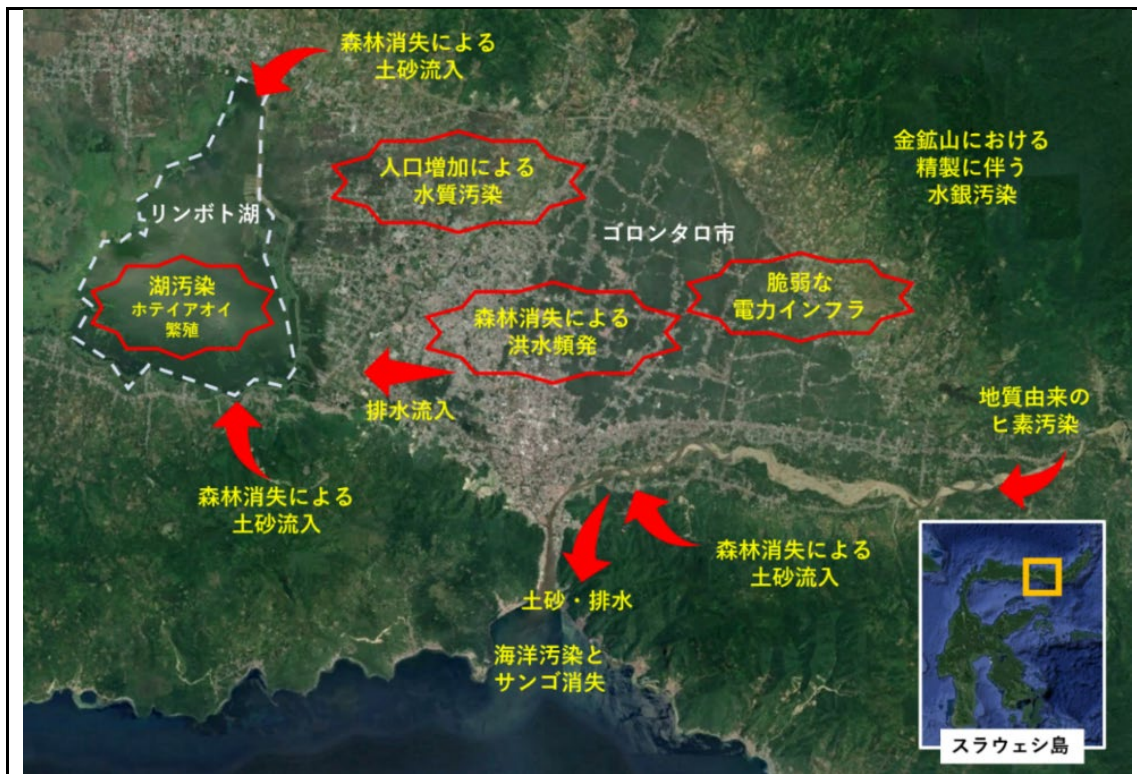 森林消失による
土砂流入
人口増加による
水質汚染
金鉱山における
精製に伴う
水銀汚染
リンボト湖
ゴロンタロ市
湖汚染
ホテイアオイ
繁殖
脆弱な
電力インフラ
森林消失による
洪水頻発
排水流入
地質由来の
ヒ素汚染
森林消失による
土砂流入
森林消失による
土砂流入
土砂・排水
海洋汚染と
サンゴ消失
スラウェシ島